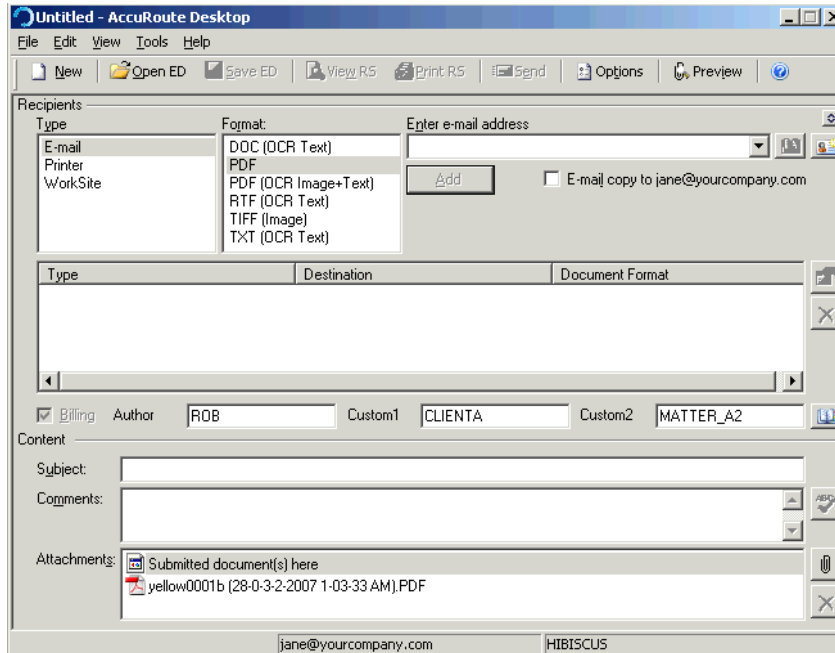 Untitled - AccuRoute Desktop
File Edit View Tools Help
New Open ED Save ED View RS Print RS Send Options Preview
Recipients
Type Format: Enter e-mail address
E-mail
Printer
WorkSite
DOC (OCR Text)
PDF
PDF (OCR Image+Text)
RTF (OCR Text)
TIFF (Image)
TXT (OCR Text)
Add E-mail copy to jane@yourcompany.com
Type Destination Document Format
Billing Author ROB Custom1 CLIENTA Custom2 MATTER_A2
Content
Subject:
Comments:
ABC
Attachments: Submitted document(s) here
yellow0001b (28-0-3-2-2007 1-03-33 AM).PDF
jane@yourcompany.com HIBISCUS